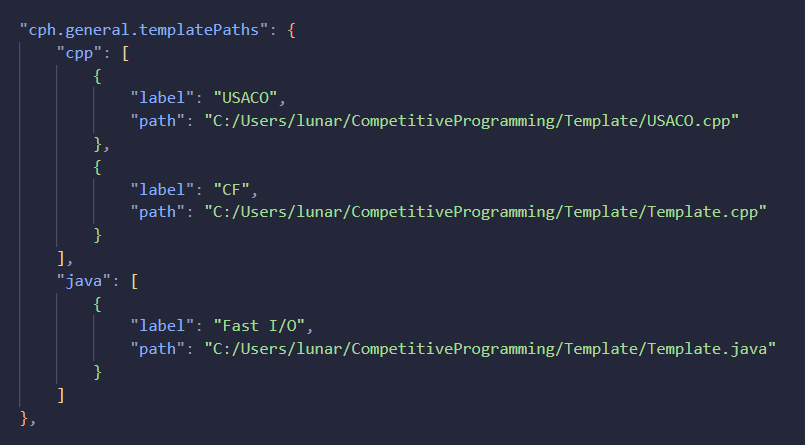 "cph.general.templatePaths": {
"cpp": [
{
"label": "USACO",
"path": "C:/Users/lunar/CompetitiveProgramming/Template/USACO.cpp"
},
{
"label": "CF",
"path": "C:/Users/lunar/CompetitiveProgramming/Template/Template.cpp"
}
],
"java": [
{
"label": "Fast I/O",
"path": "C:/Users/lunar/CompetitiveProgramming/Template/Template.java"
}
]
},